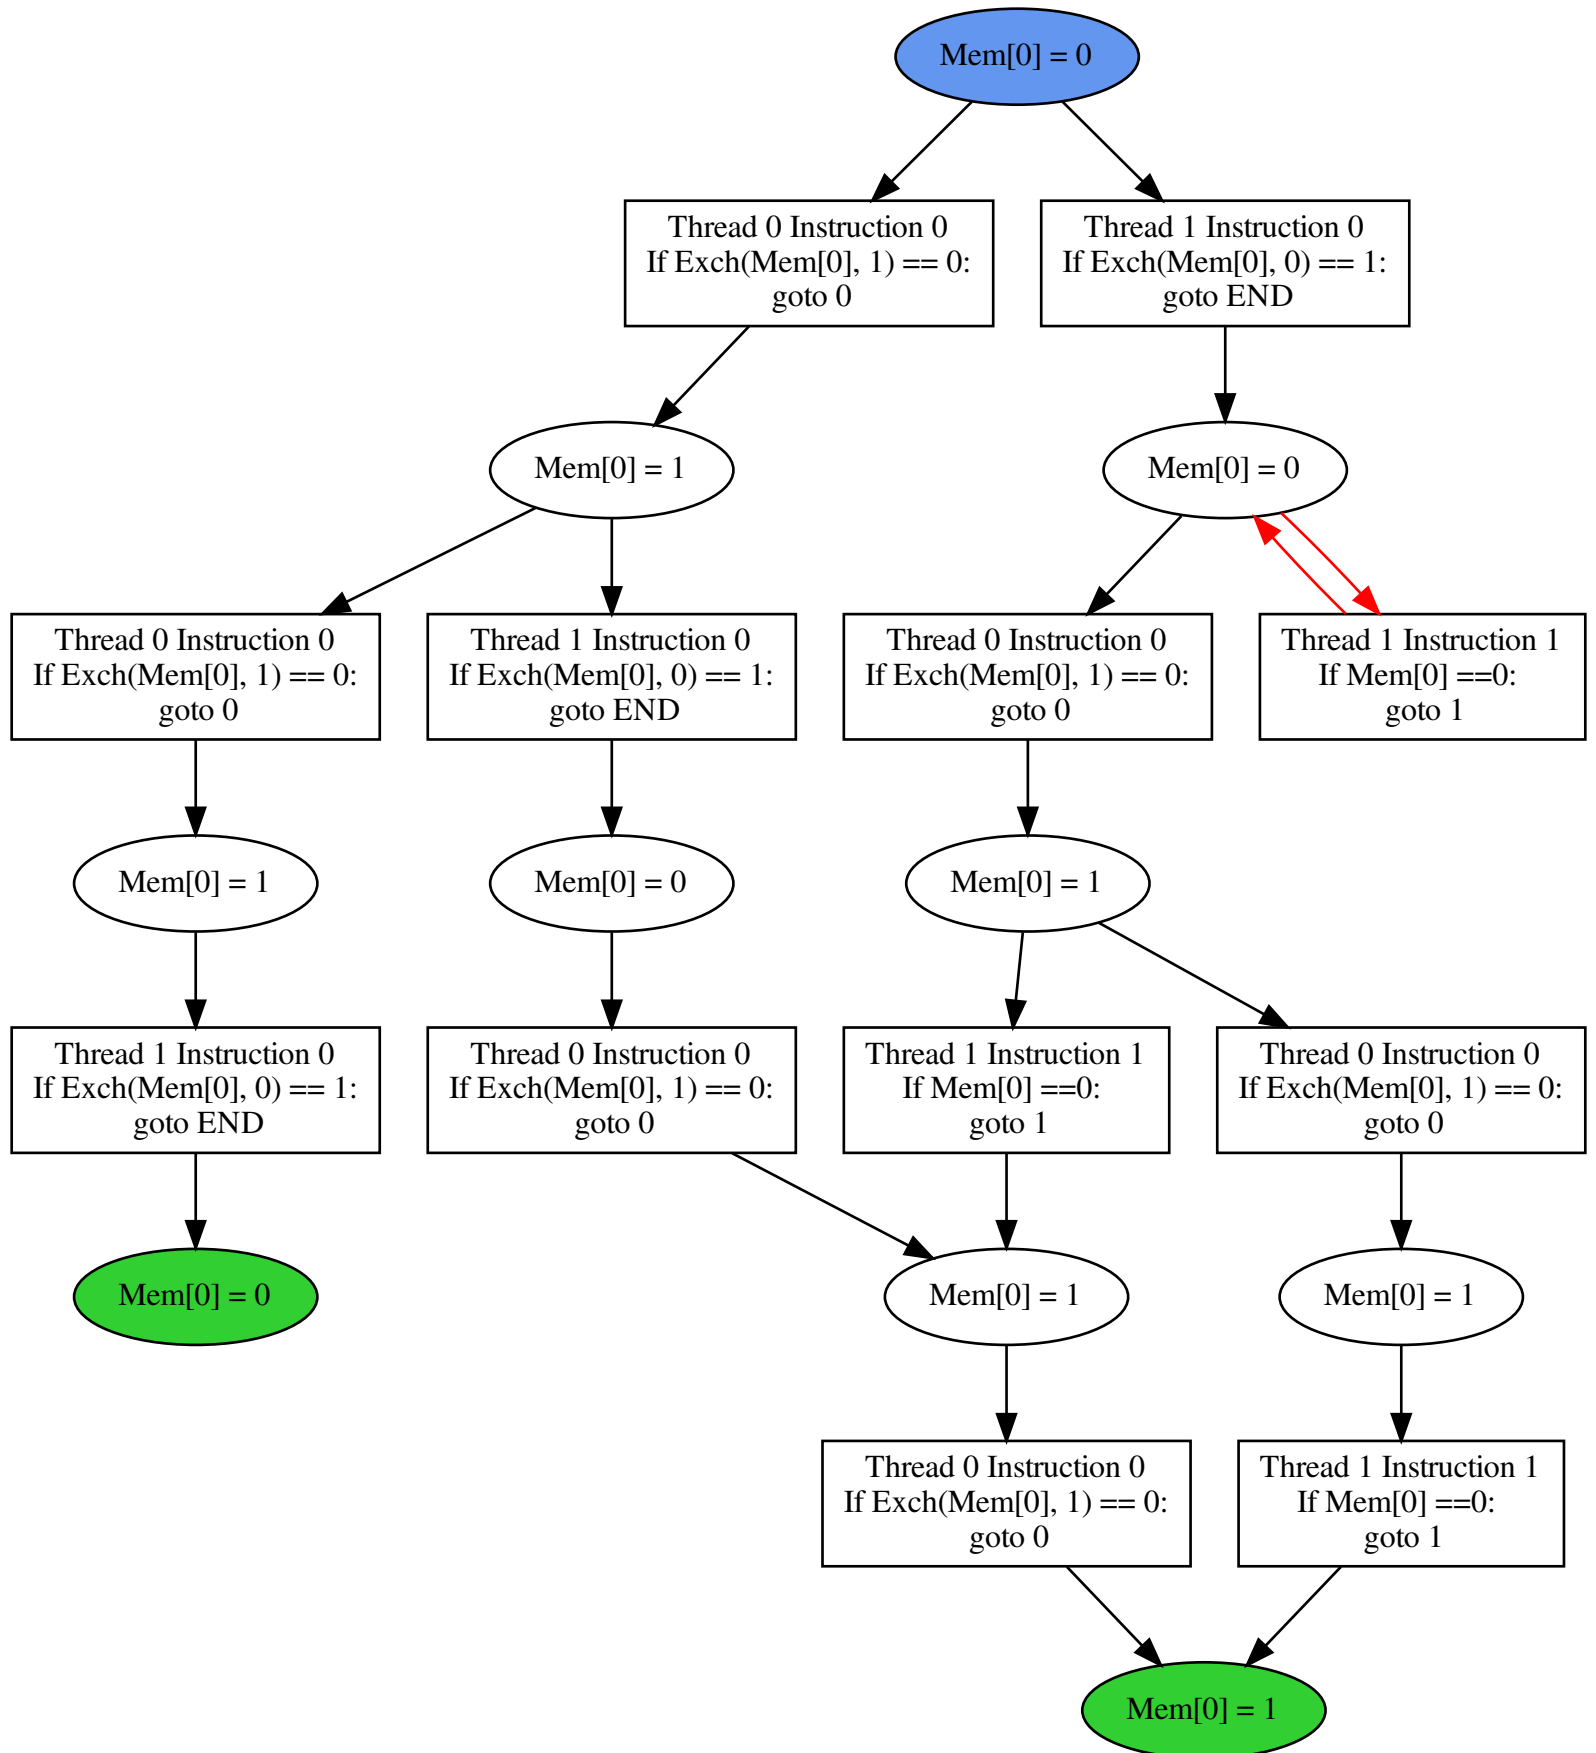 Mem[0] = 0
Thread 0 Instruction 0
If Exch(Mem[0], 1) == 0:
goto 0
Thread 1 Instruction 0
If Exch(Mem[0], 0) == 1:
goto END
Mem[0] = 1
Mem[0] = 0
Thread 0 Instruction 0
If Exch(Mem[0], 1) == 0:
goto 0
Thread 1 Instruction 0
If Exch(Mem[0], 0) == 1:
goto END
Thread 0 Instruction 0
If Exch(Mem[0], 1) == 0:
goto 0
Thread 1 Instruction 1
If Mem[0] ==0:
goto 1
Mem[0] = 1
Mem[0] = 0
Mem[0] = 1
Thread 1 Instruction 0
If Exch(Mem[0], 0) == 1:
goto END
Thread 0 Instruction 0
If Exch(Mem[0], 1) == 0:
goto 0
Thread 1 Instruction 1
If Mem[0] ==0:
goto 1
Thread 0 Instruction 0
If Exch(Mem[0], 1) == 0:
goto 0
Mem[0] = 0
Mem[0] = 1
Mem[0] = 1
Thread 0 Instruction 0
If Exch(Mem[0], 1) == 0:
goto 0
Thread 1 Instruction 1
If Mem[0] ==0:
goto 1
Mem[0] = 1